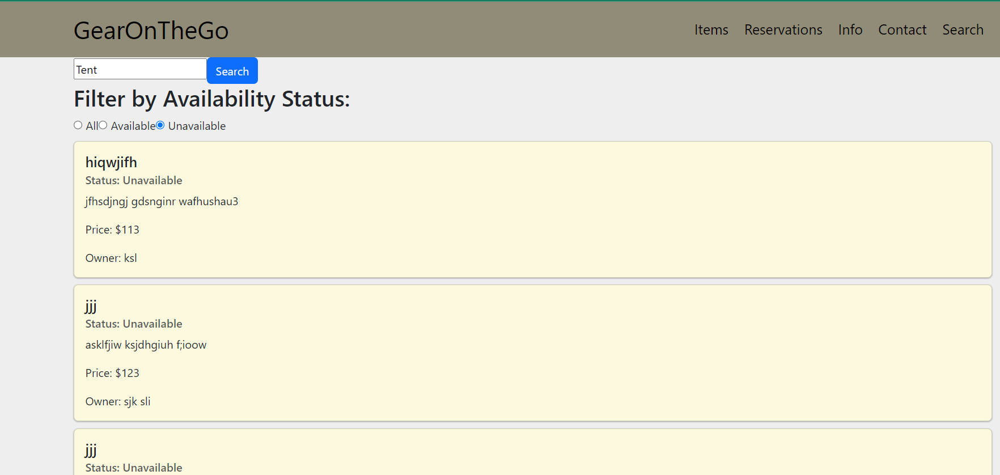 GearOnTheGo Items Reservations Info Contact Search
Tent Search
Filter by Availability Status:
All Available Unavailable
hiqwjifh
Status: Unavailable
jfhsdjngj gdsnginr wafhushau3
Price: $113
Owner: ksl
jjj
Status: Unavailable
asklfjiw ksjdhgiuh f;ioow
Price: $123
Owner: sjk sli
jjj
Status: Unavailable